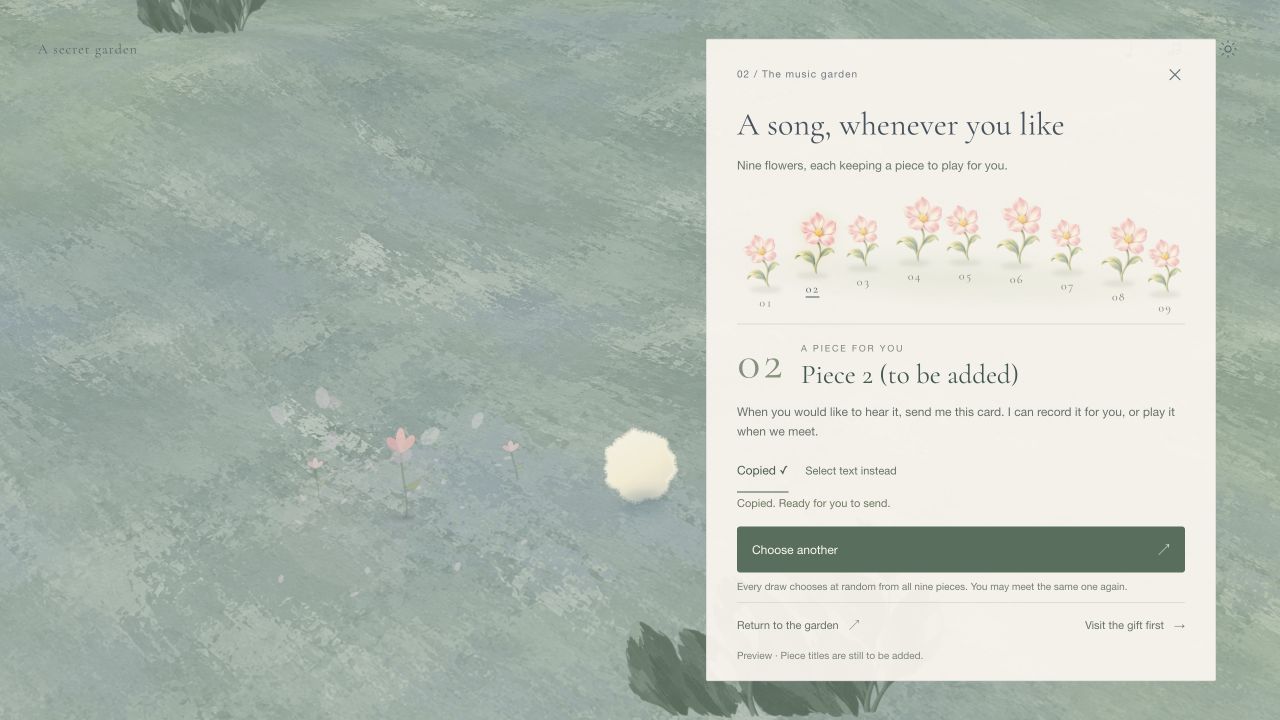 A secret garden
02 / The music garden
A song, whenever you like
Nine flowers, each keeping a piece to play for you.
01
02
03
04
05
06
07
08
09
02
A PIECE FOR YOU
Piece 2 (to be added)
When you would like to hear it, send me this card. I can record it for you, or play it
when we meet.
Copied ✓ Select text instead
Copied. Ready for you to send.
Choose another ↗
Every draw chooses at random from all nine pieces. You may meet the same one again.
Return to the garden ↗ Visit the gift first →
Preview · Piece titles are still to be added.